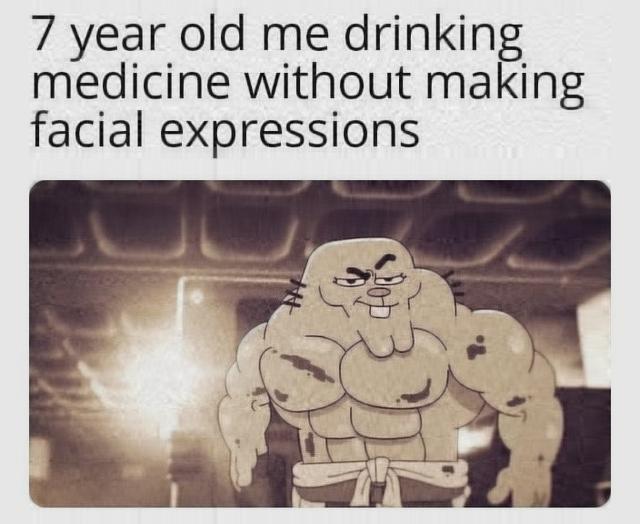 7 year old me drinking
medicine without making
facial expressions